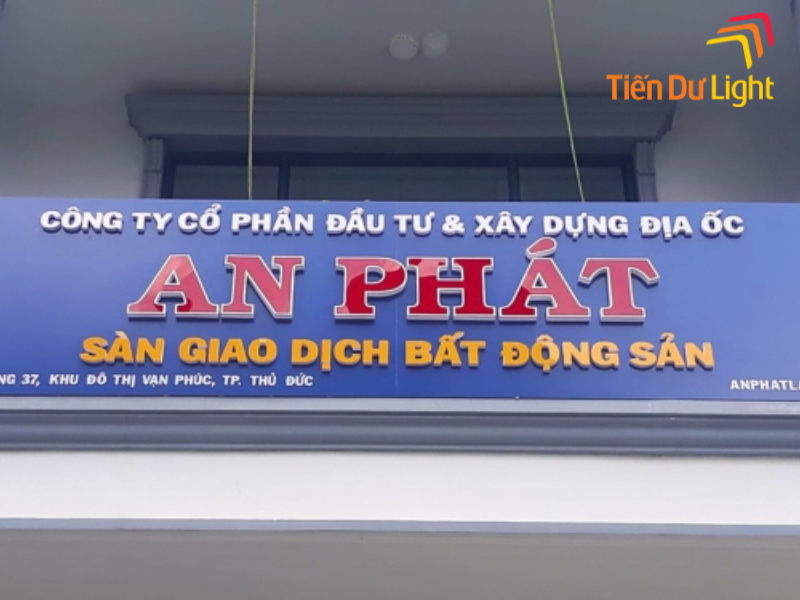 Tiến Dư Light
CÔNG TY CỔ PHẦN ĐẦU TƯ & XÂY DỰNG ĐỊA ỐC
AN PHÁT
SÀN GIAO DỊCH BẤT ĐỘNG SẢN
37, KHU ĐÔ THỊ VẠN PHÚC, TP. THỦ ĐỨC